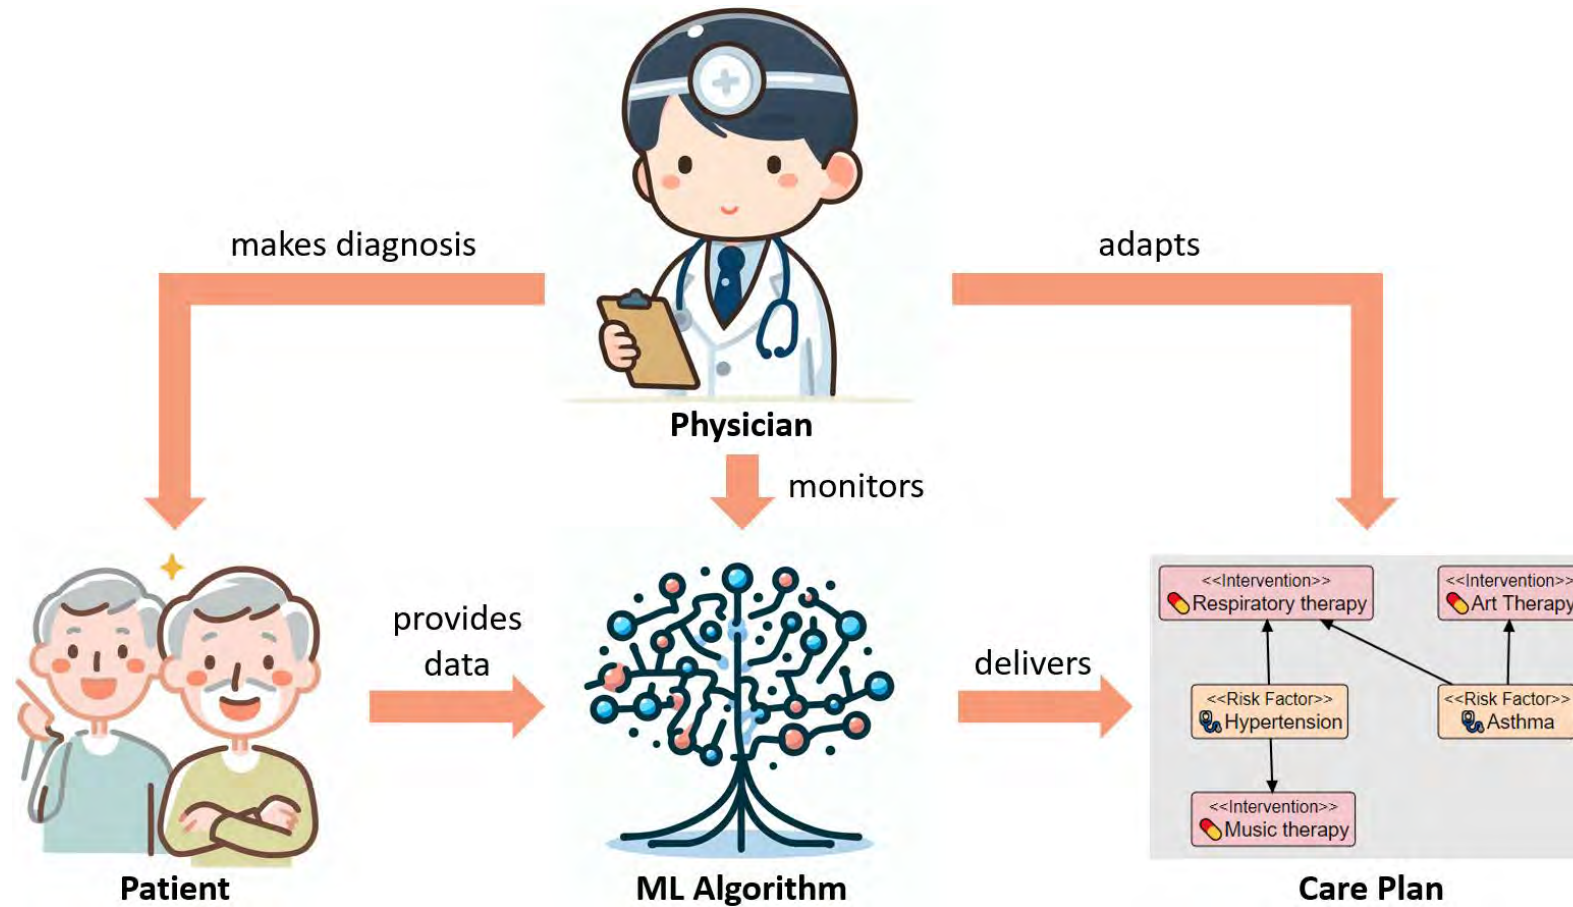 makes diagnosis
adapts
Physician
monitors
provides
data
delivers
<<Intervention>>
Respiratory therapy
<<Intervention>>
Art Therapy
<<Risk Factor>>
Hypertension
<<Risk Factor>>
Asthma
<<Intervention>>
Music therapy
Patient
ML Algorithm
Care Plan